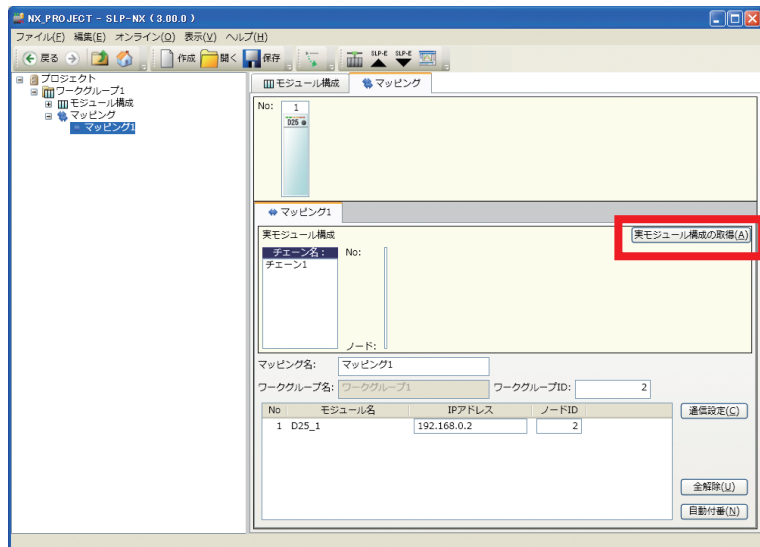 NX_PROJECT - SLP-NX (3.00.0)
ファイル(F) 編集(E) オンライン(O) 表示(V) ヘルプ(H)
戻る 作成 開く 保存 SLP-E SLP-E
プロジェクト
ワークグループ1
モジュール構成
マッピング
マッピング1
モジュール構成 マッピング
No: 1
D25
マッピング1
実モジュール構成 実モジュール構成の取得(A)
チェーン名: No:
チェーン1
ノード:
マッピング名: マッピング1
ワークグループ名: ワークグループ1 ワークグループID: 2
No モジュール名 IPアドレス ノードID 通信設定(C)
1 D25_1 192.168.0.2 2
全解除(U)
自動付番(N)